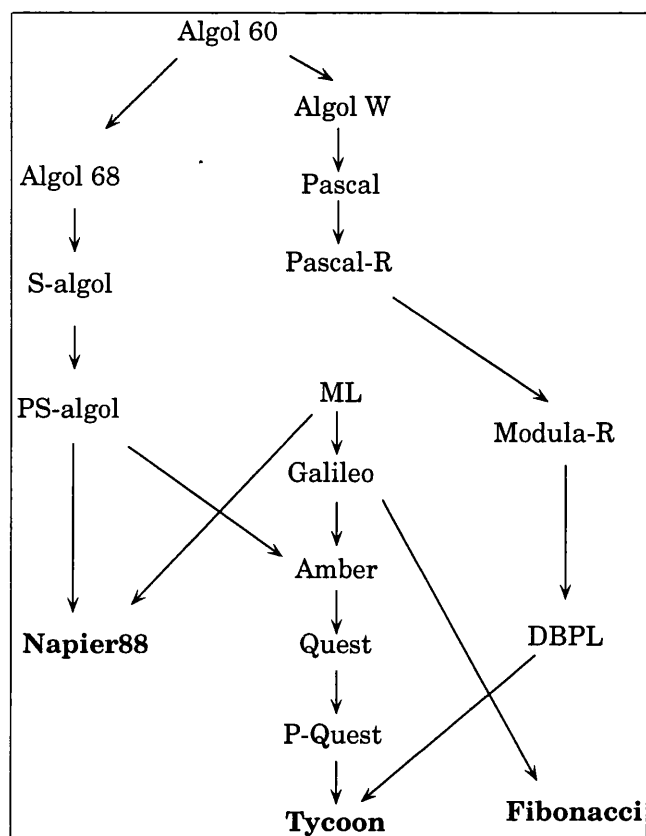 Algol 60
Algol W
Algol 68
Pascal
Pascal-R
S-algol
ML
PS-algol
Modula-R
Galileo
Amber
Napier88
Quest
DBPL
P-Quest
Tycoon
Fibonacci